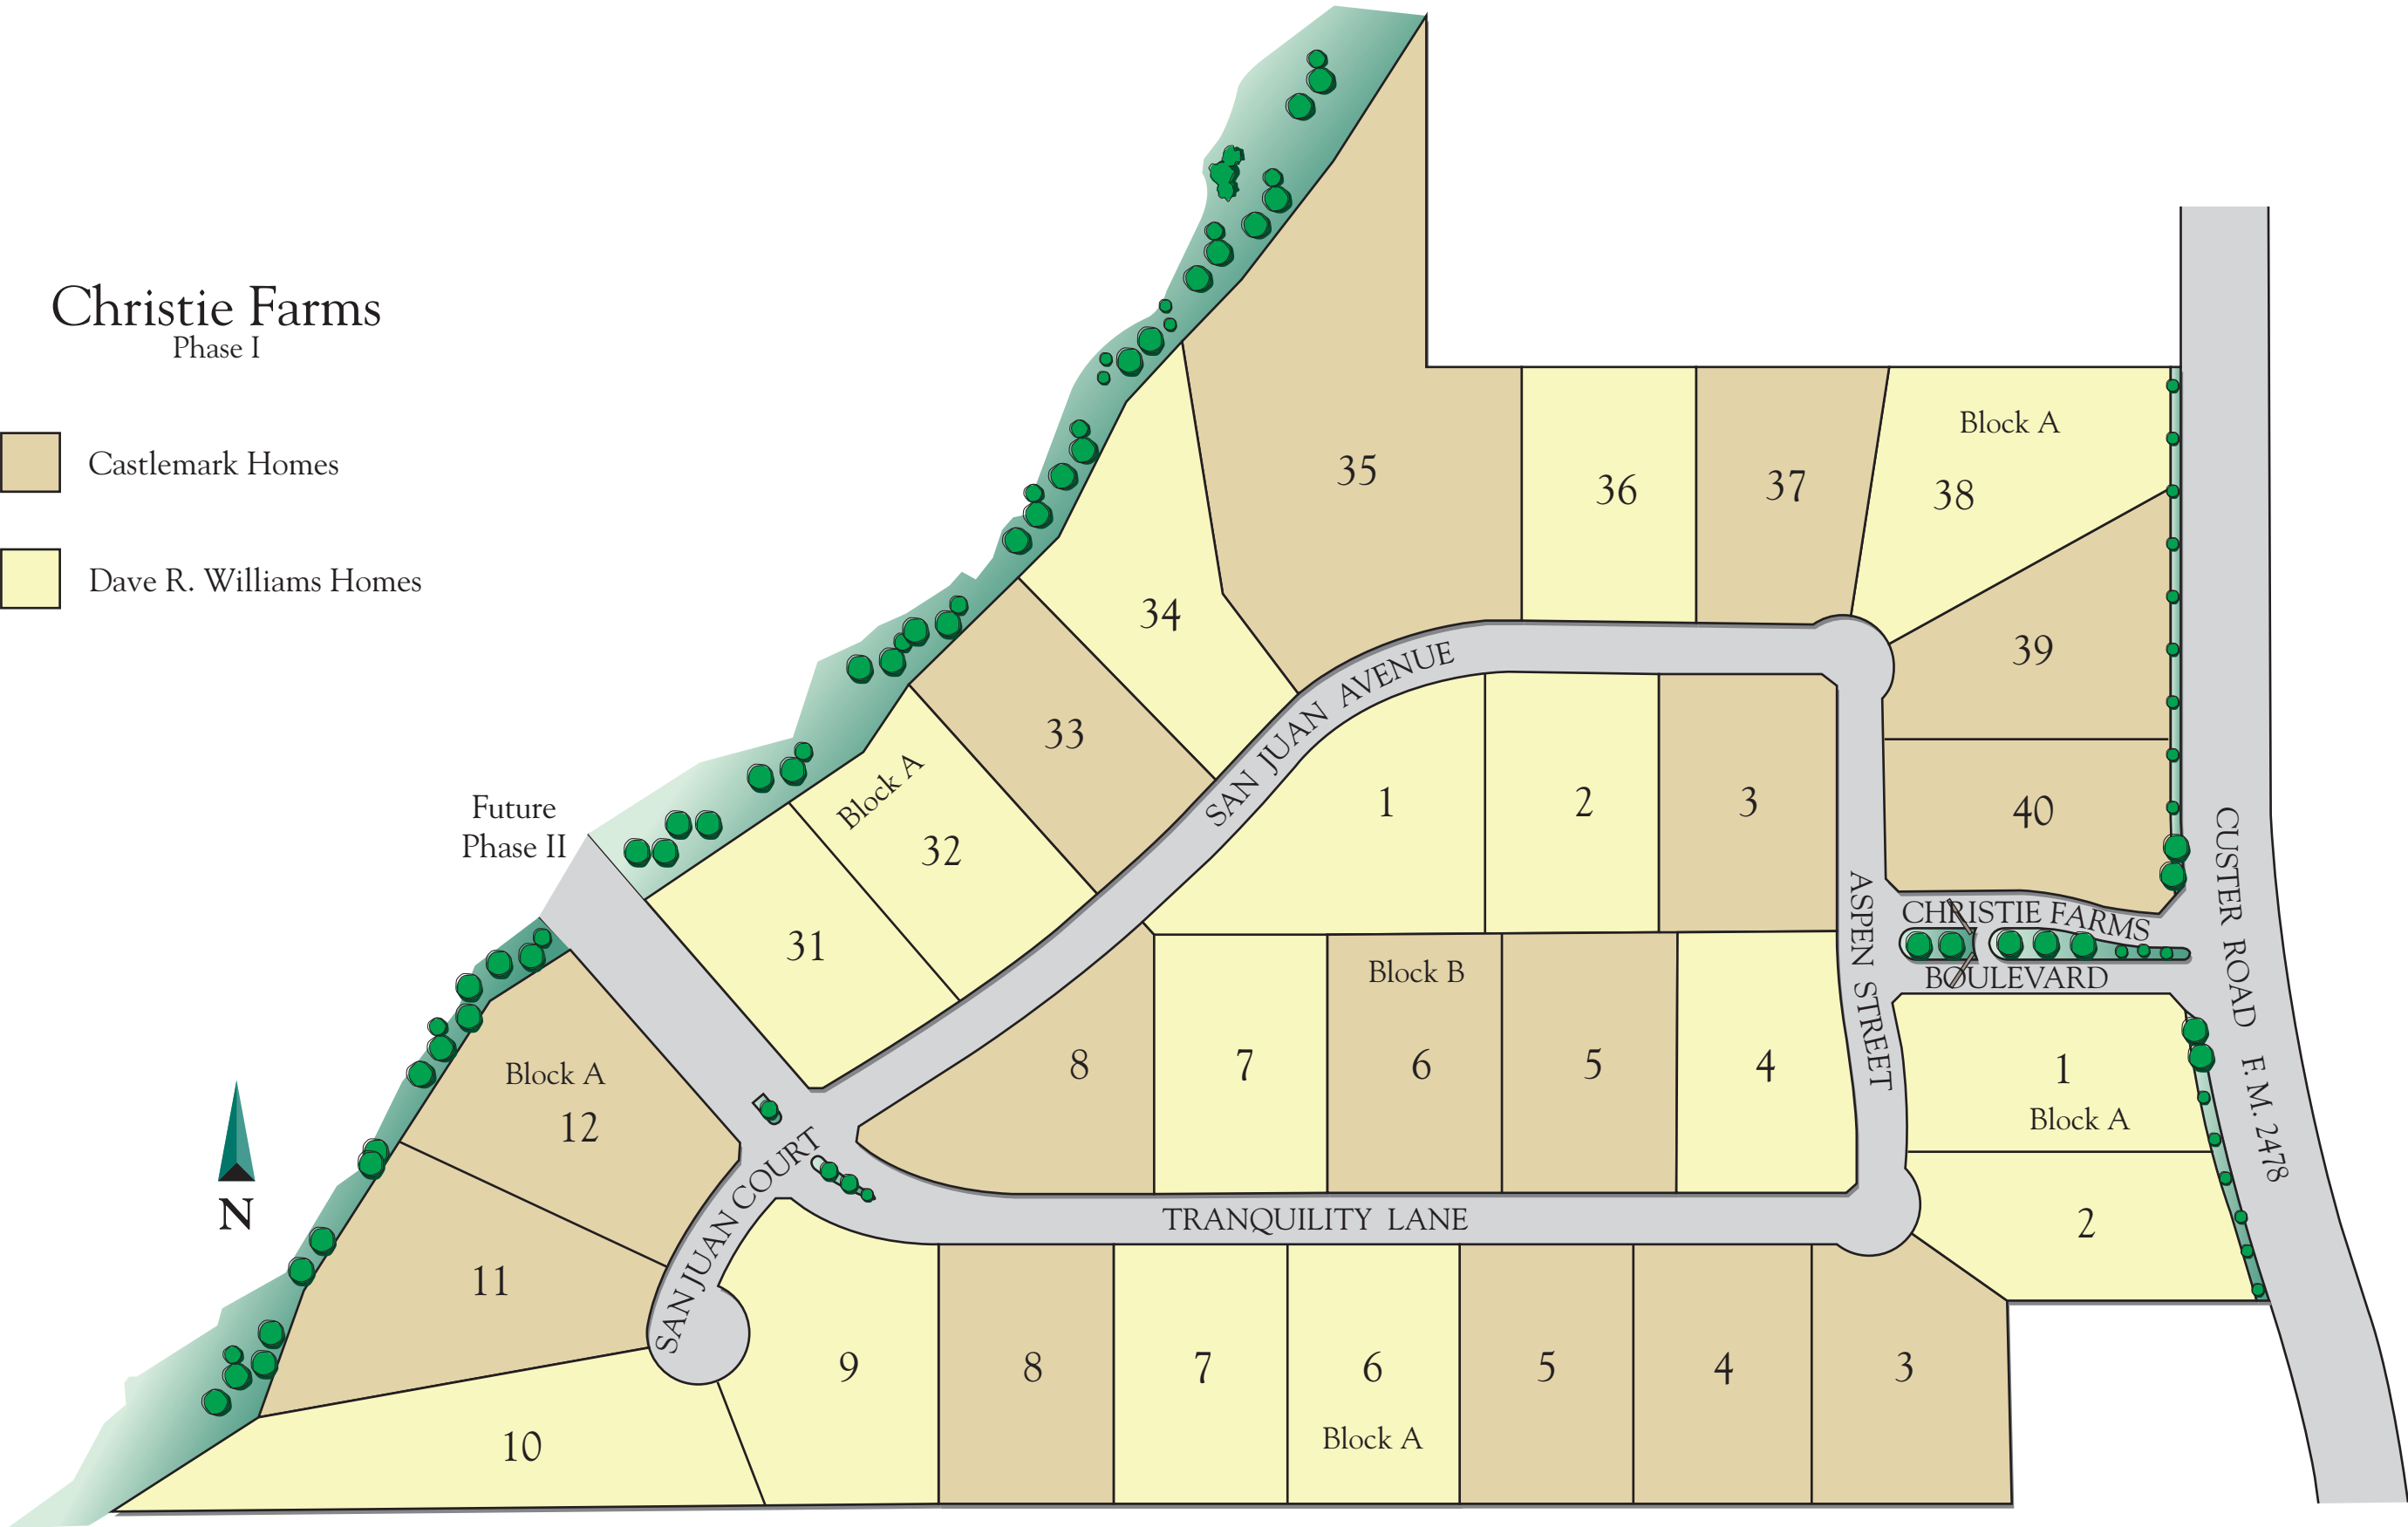 Christie Farms
Phase I
Castlemark Homes
Dave R. Williams Homes
Future
Phase II
N
35
36
37
Block A
38
39
40
34
33
Block A
32
31
SAN JUAN AVENUE
1
2
3
ASPEN STREET
CHRISTIE FARMS
BOULEVARD
CUSTER ROAD F.M. 2478
Block B
8
7
6
5
4
1
Block A
2
Block A
12
11
10
SAN JUAN COURT
TRANQUILITY LANE
9
8
7
6
Block A
5
4
3